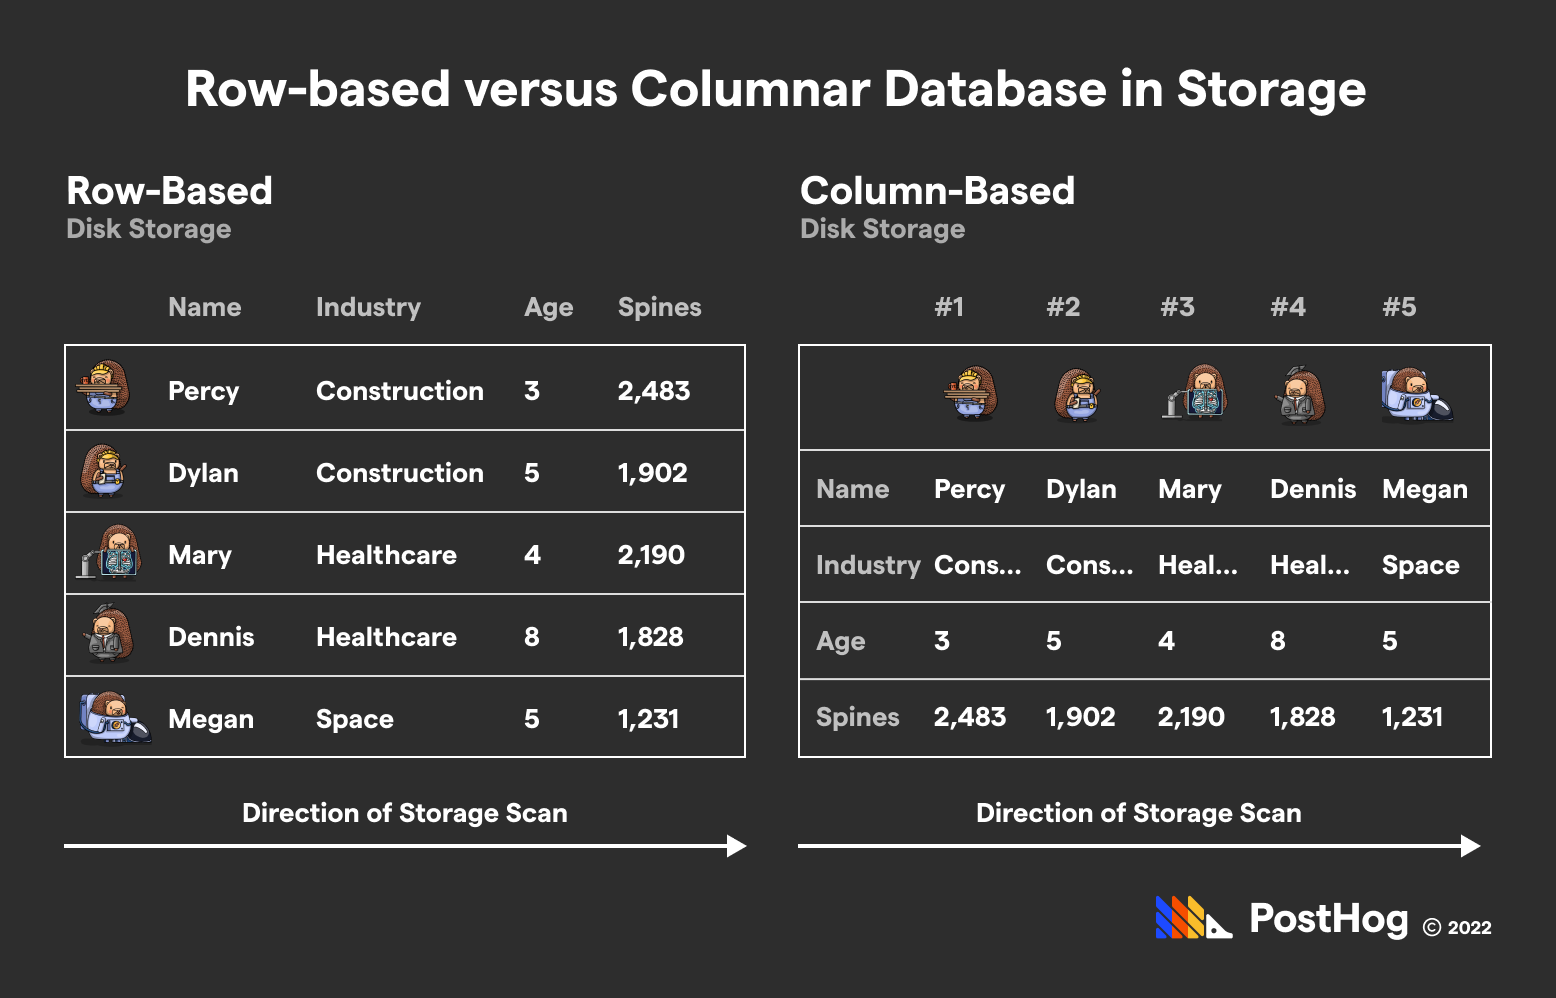 Row-based versus Columnar Database in Storage
Row-Based
Disk Storage
Name Industry Age Spines
Percy Construction 3 2,483
Dylan Construction 5 1,902
Mary Healthcare 4 2,190
Dennis Healthcare 8 1,828
Megan Space 5 1,231
Direction of Storage Scan
Column-Based
Disk Storage
#1 #2 #3 #4 #5
Name Percy Dylan Mary Dennis Megan
Industry Cons... Cons... Heal... Heal... Space
Age 3 5 4 8 5
Spines 2,483 1,902 2,190 1,828 1,231
Direction of Storage Scan
PostHog © 2022